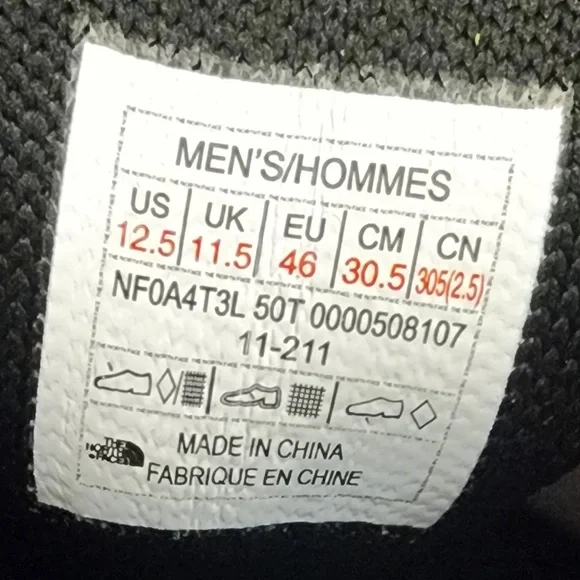 MEN'S/HOMMES
US UK EU CM CN
12.5 11.5 46 30.5 305(2.5)
NF0A4T3L 50T 0000508107
11-211
THE
NORTH
FACE
MADE IN CHINA
FABRIQUE EN CHINE